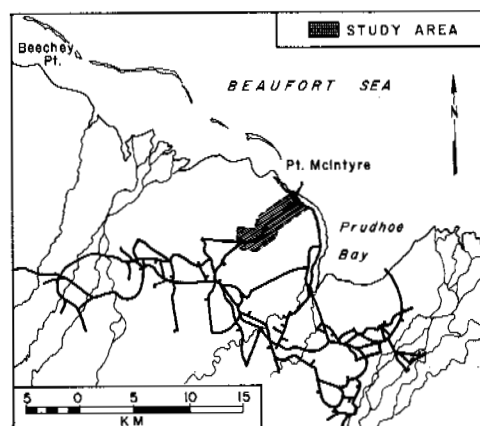 STUDY AREA
Beechey
Pt.
BEAUFORT SEA
N
Pt. McIntyre
Prudhoe
Bay
5 0 5 10 15
KM